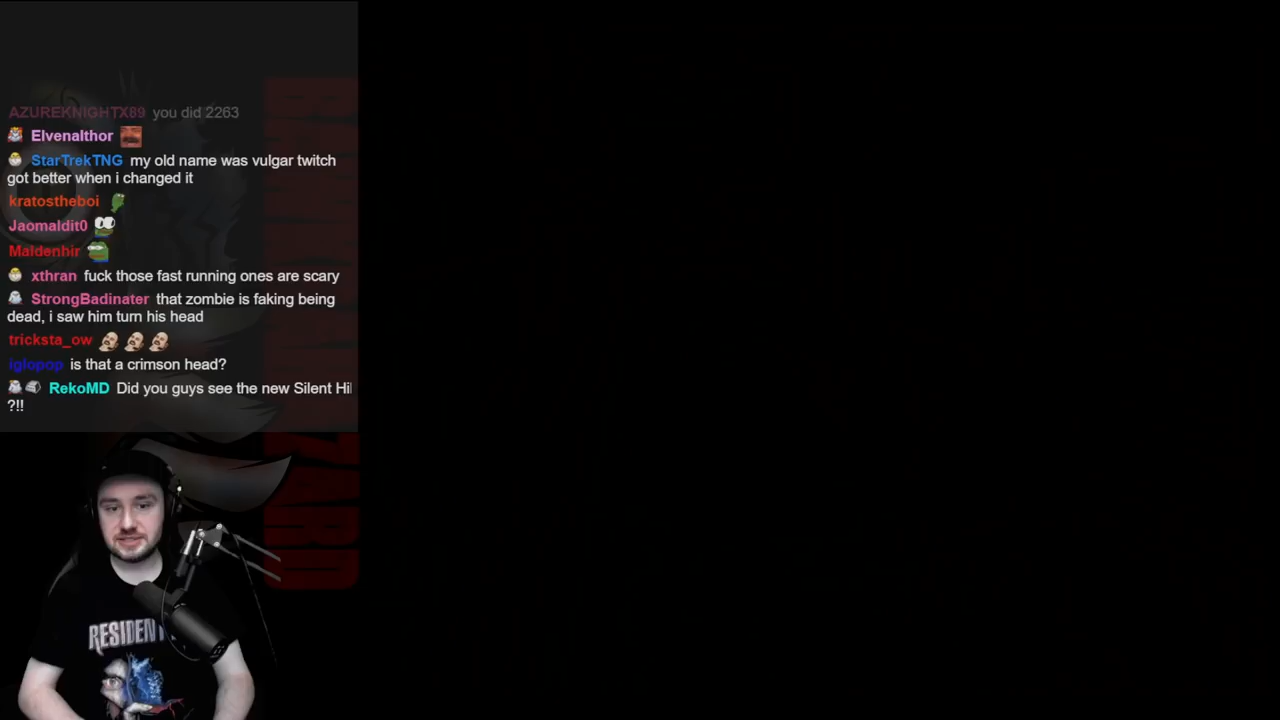 AZUREKNIGHTX89 you did 2263
Elvenalthor
StarTrekTNG my old name was vulgar twitch
got better when i changed it
kratostheboi
Jaomaldit0
Maldenhir
xthran fuck those fast running ones are scary
StrongBadinater that zombie is faking being
dead, i saw him turn his head
tricksta_ow
iglopop is that a crimson head?
RekoMD Did you guys see the new Silent Hil
?!!
RESIDENT
ZARD